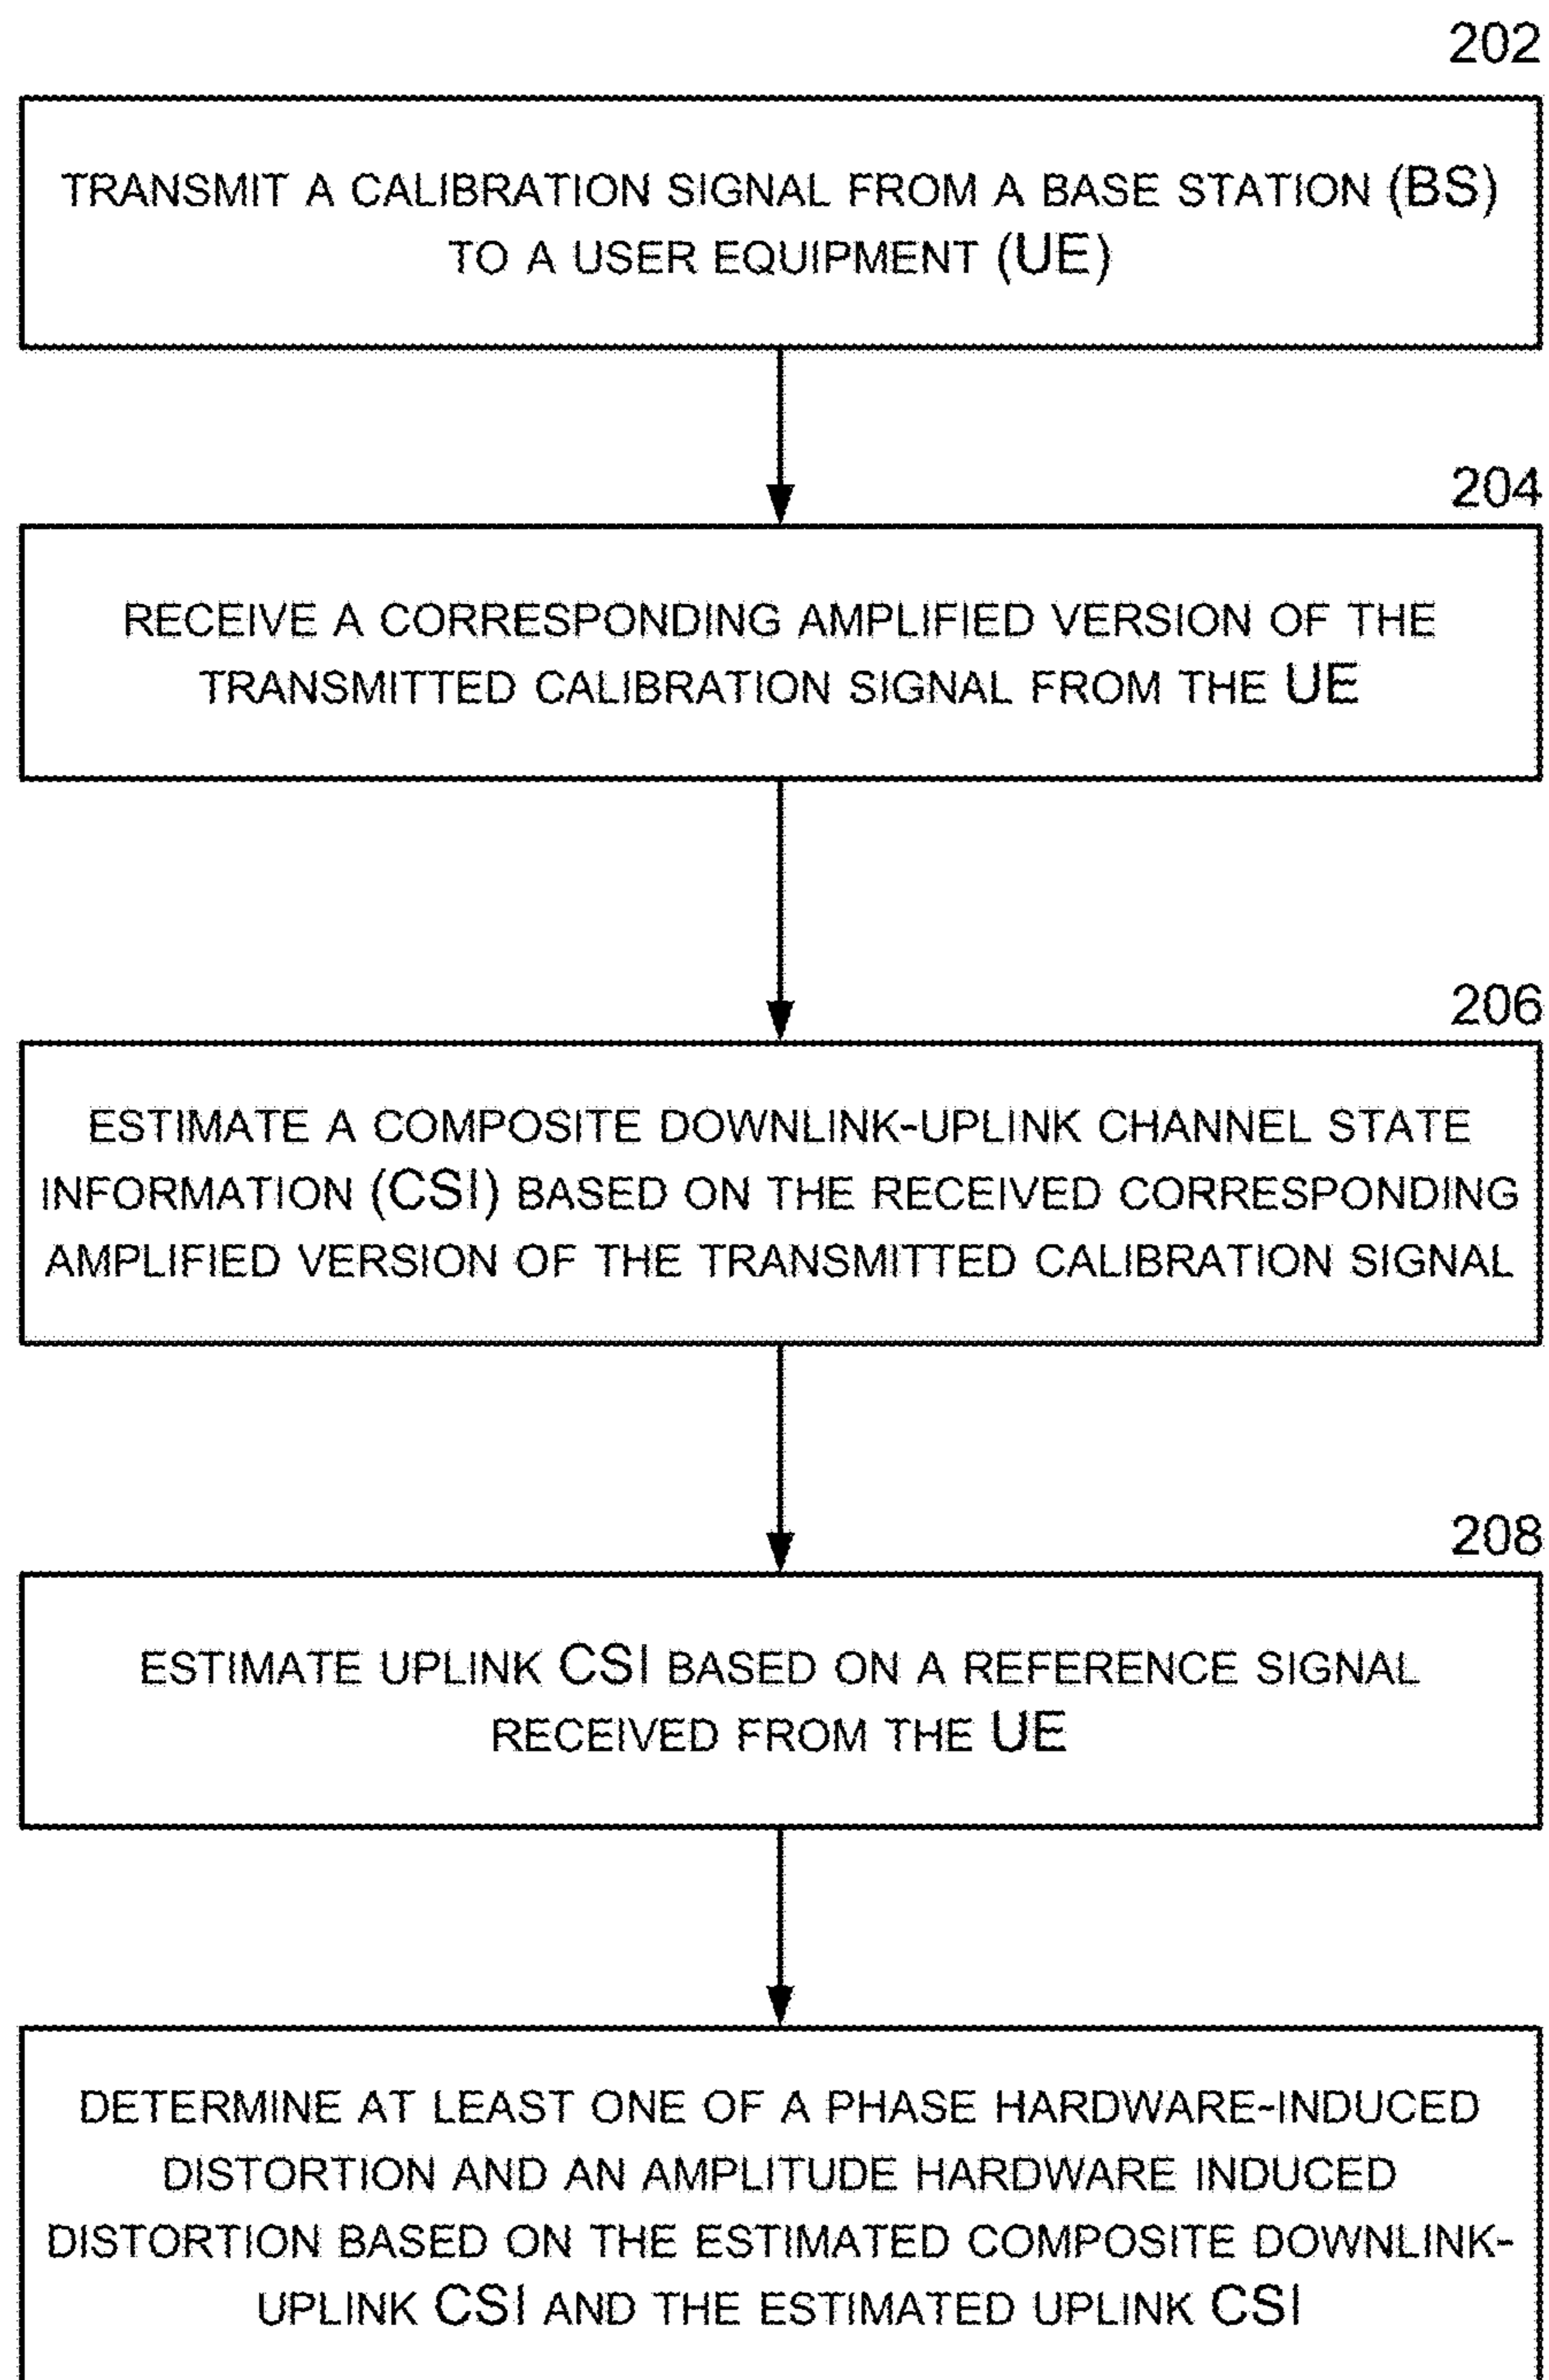 202
TRANSMIT A CALIBRATION SIGNAL FROM A BASE STATION (BS)
TO A USER EQUIPMENT (UE)
204
RECEIVE A CORRESPONDING AMPLIFIED VERSION OF THE
TRANSMITTED CALIBRATION SIGNAL FROM THE UE
206
ESTIMATE A COMPOSITE DOWNLINK-UPLINK CHANNEL STATE
INFORMATION (CSI) BASED ON THE RECEIVED CORRESPONDING
AMPLIFIED VERSION OF THE TRANSMITTED CALIBRATION SIGNAL
208
ESTIMATE UPLINK CSI BASED ON A REFERENCE SIGNAL
RECEIVED FROM THE UE
DETERMINE AT LEAST ONE OF A PHASE HARDWARE-INDUCED
DISTORTION AND AN AMPLITUDE HARDWARE INDUCED
DISTORTION BASED ON THE ESTIMATED COMPOSITE DOWNLINK-
UPLINK CSI AND THE ESTIMATED UPLINK CSI